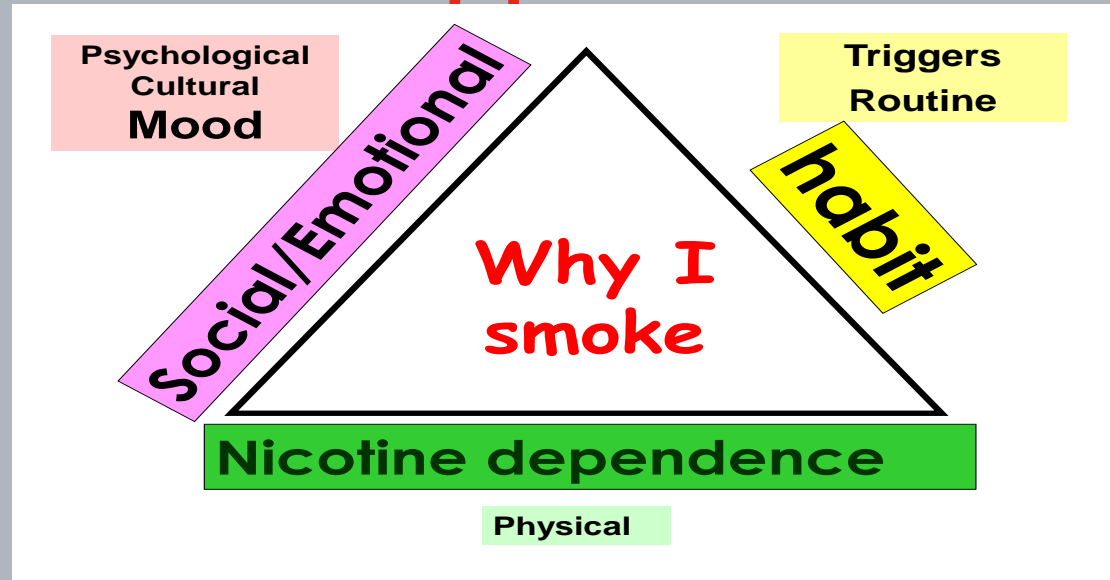 Psychological
Cultural
Mood
Social/Emotional
Triggers
Routine
habit
Why I
smoke
Nicotine dependence
Physical